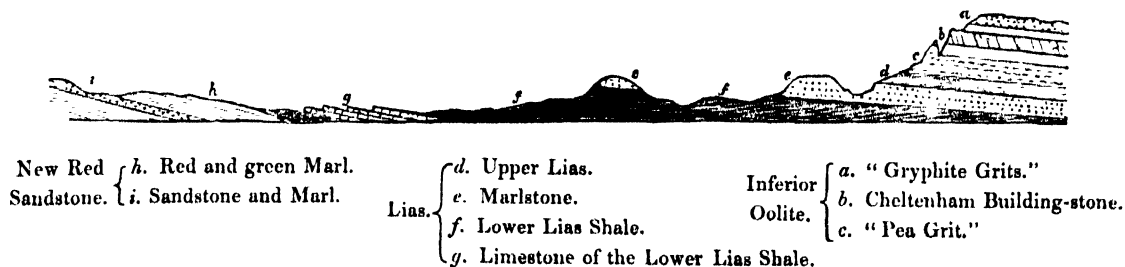 a
b
c
d
e
f
e
f
g
h
i
New Red Sandstone.
h. Red and green Marl.
i. Sandstone and Marl.
Lias.
d. Upper Lias.
e. Marlstone.
f. Lower Lias Shale.
g. Limestone of the Lower Lias Shale.
Inferior Oolite.
a. "Gryphite Grits."
b. Cheltenham Building-stone.
c. "Pea Grit."